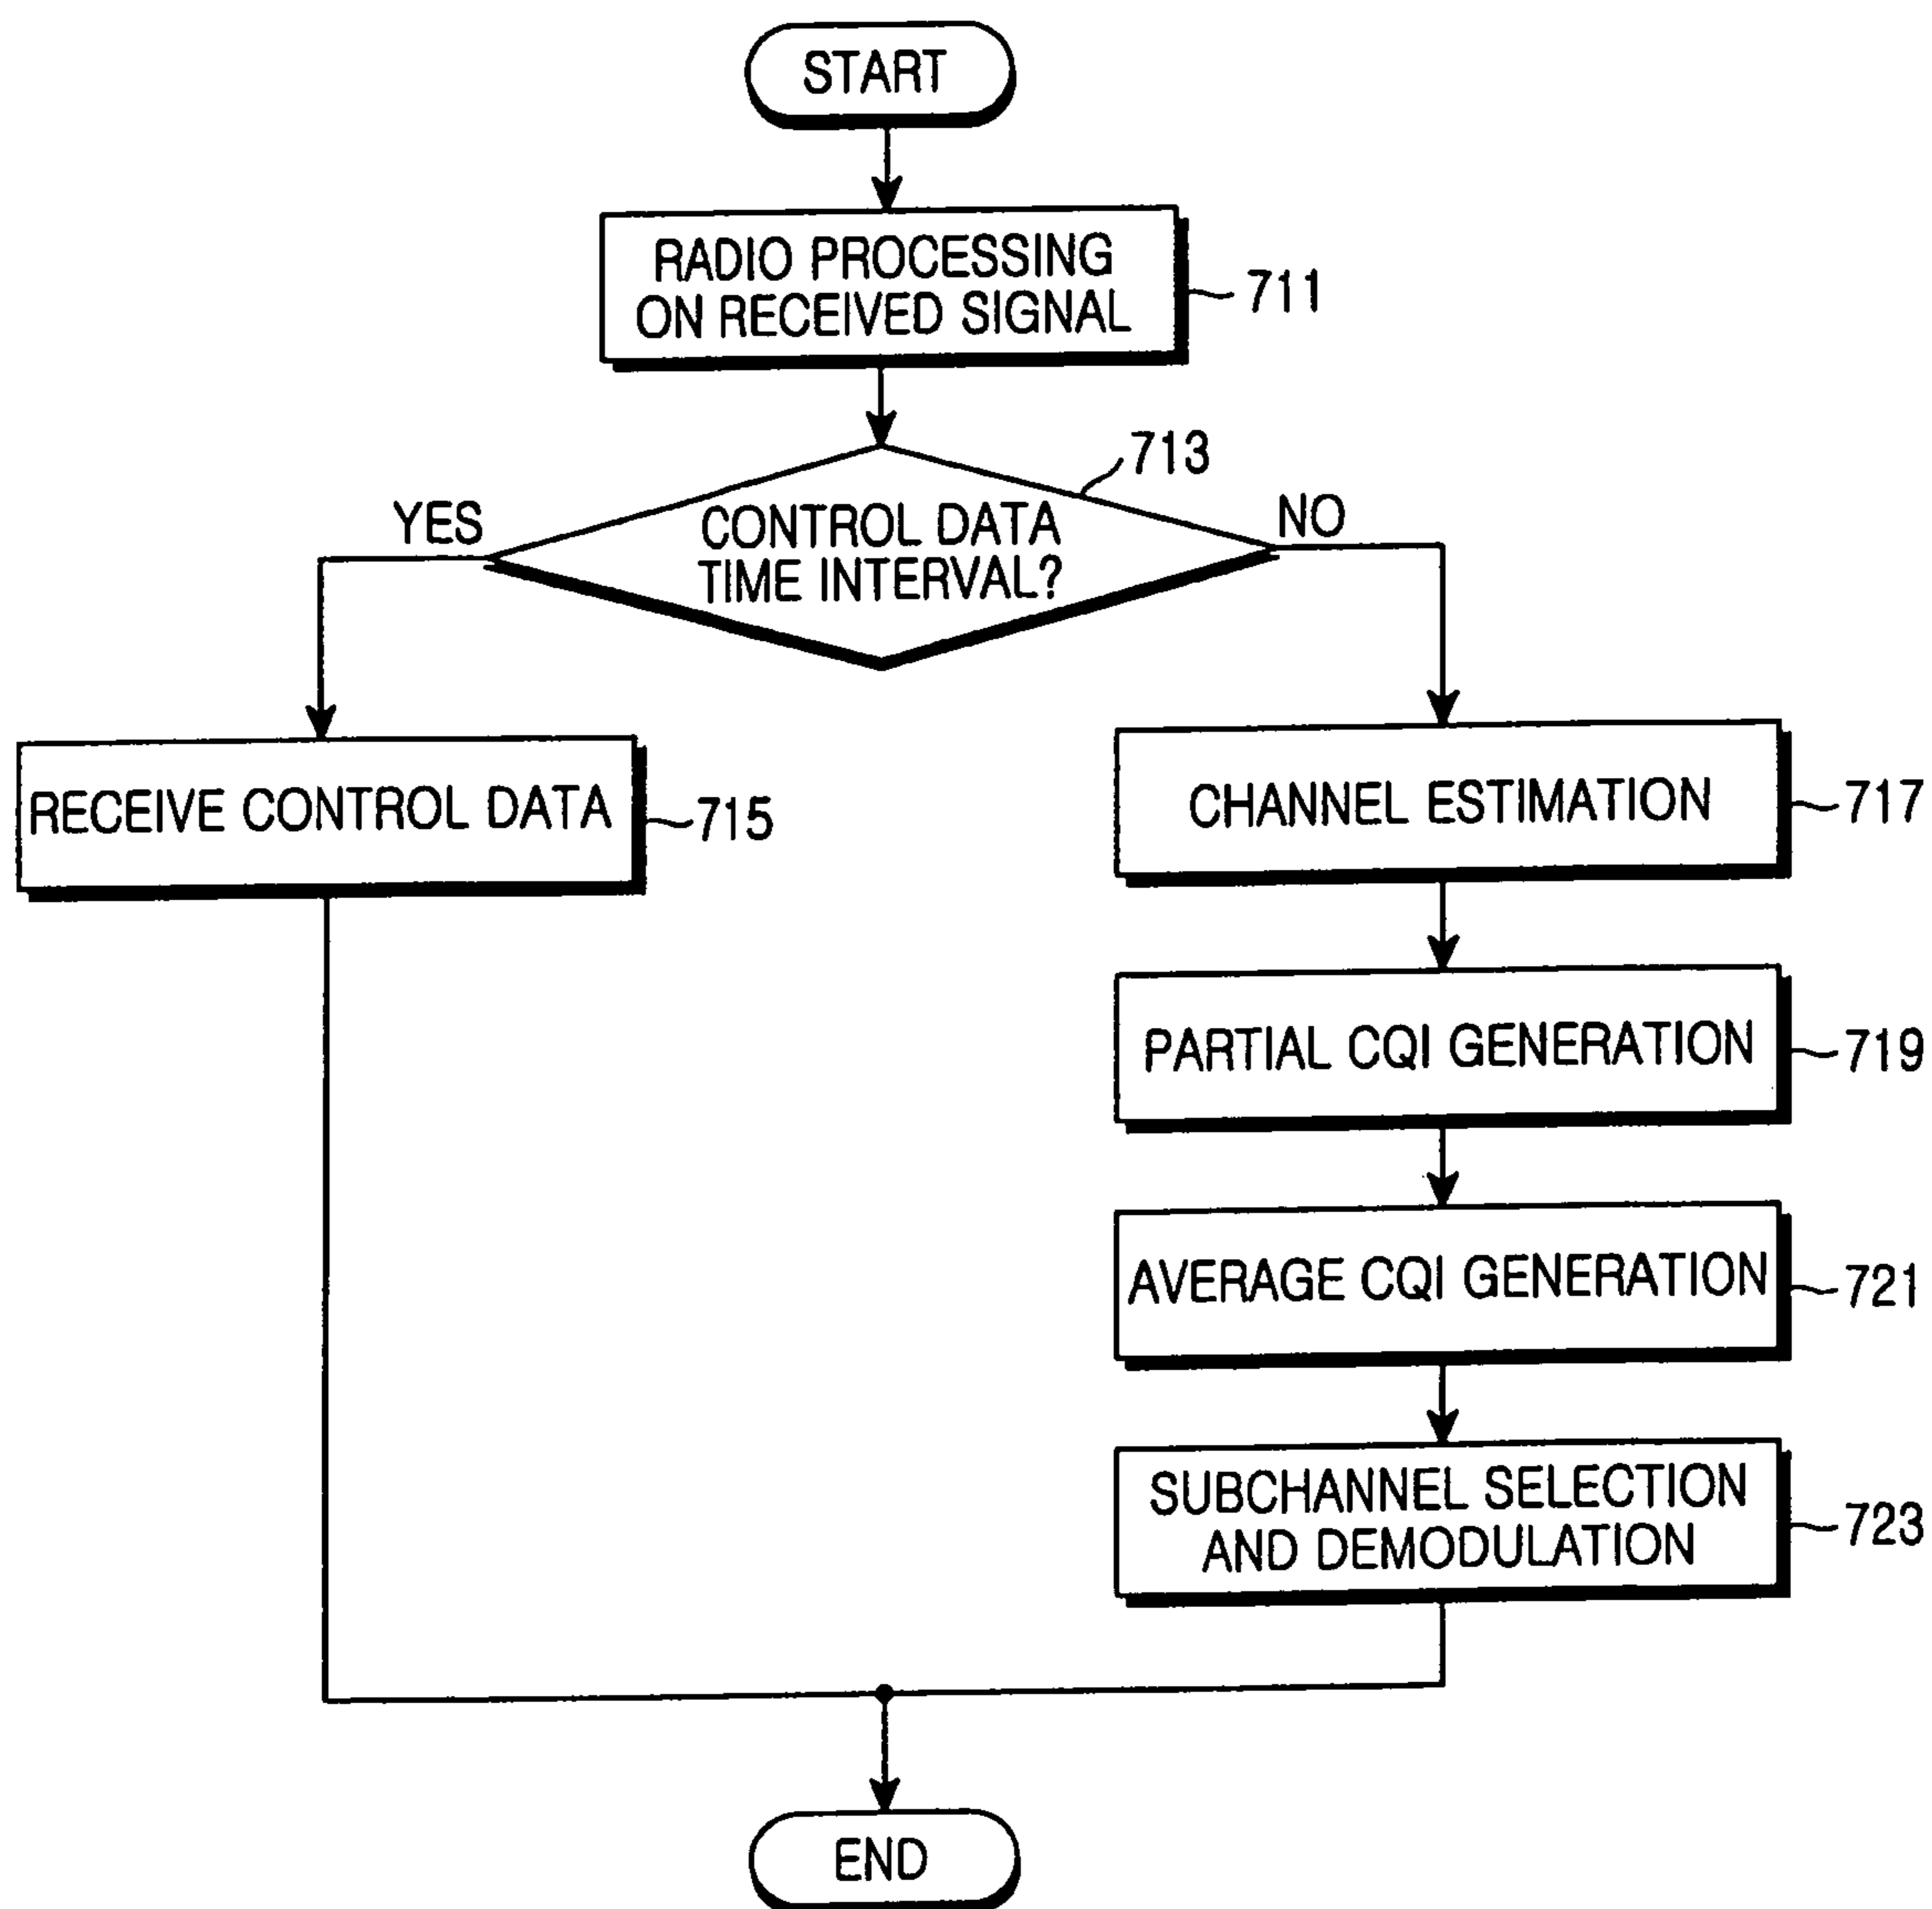 START
RADIO PROCESSING
ON RECEIVED SIGNAL
711
713
YES
CONTROL DATA
TIME INTERVAL?
NO
RECEIVE CONTROL DATA
715
CHANNEL ESTIMATION
717
PARTIAL CQI GENERATION
719
AVERAGE CQI GENERATION
721
SUBCHANNEL SELECTION
AND DEMODULATION
723
END